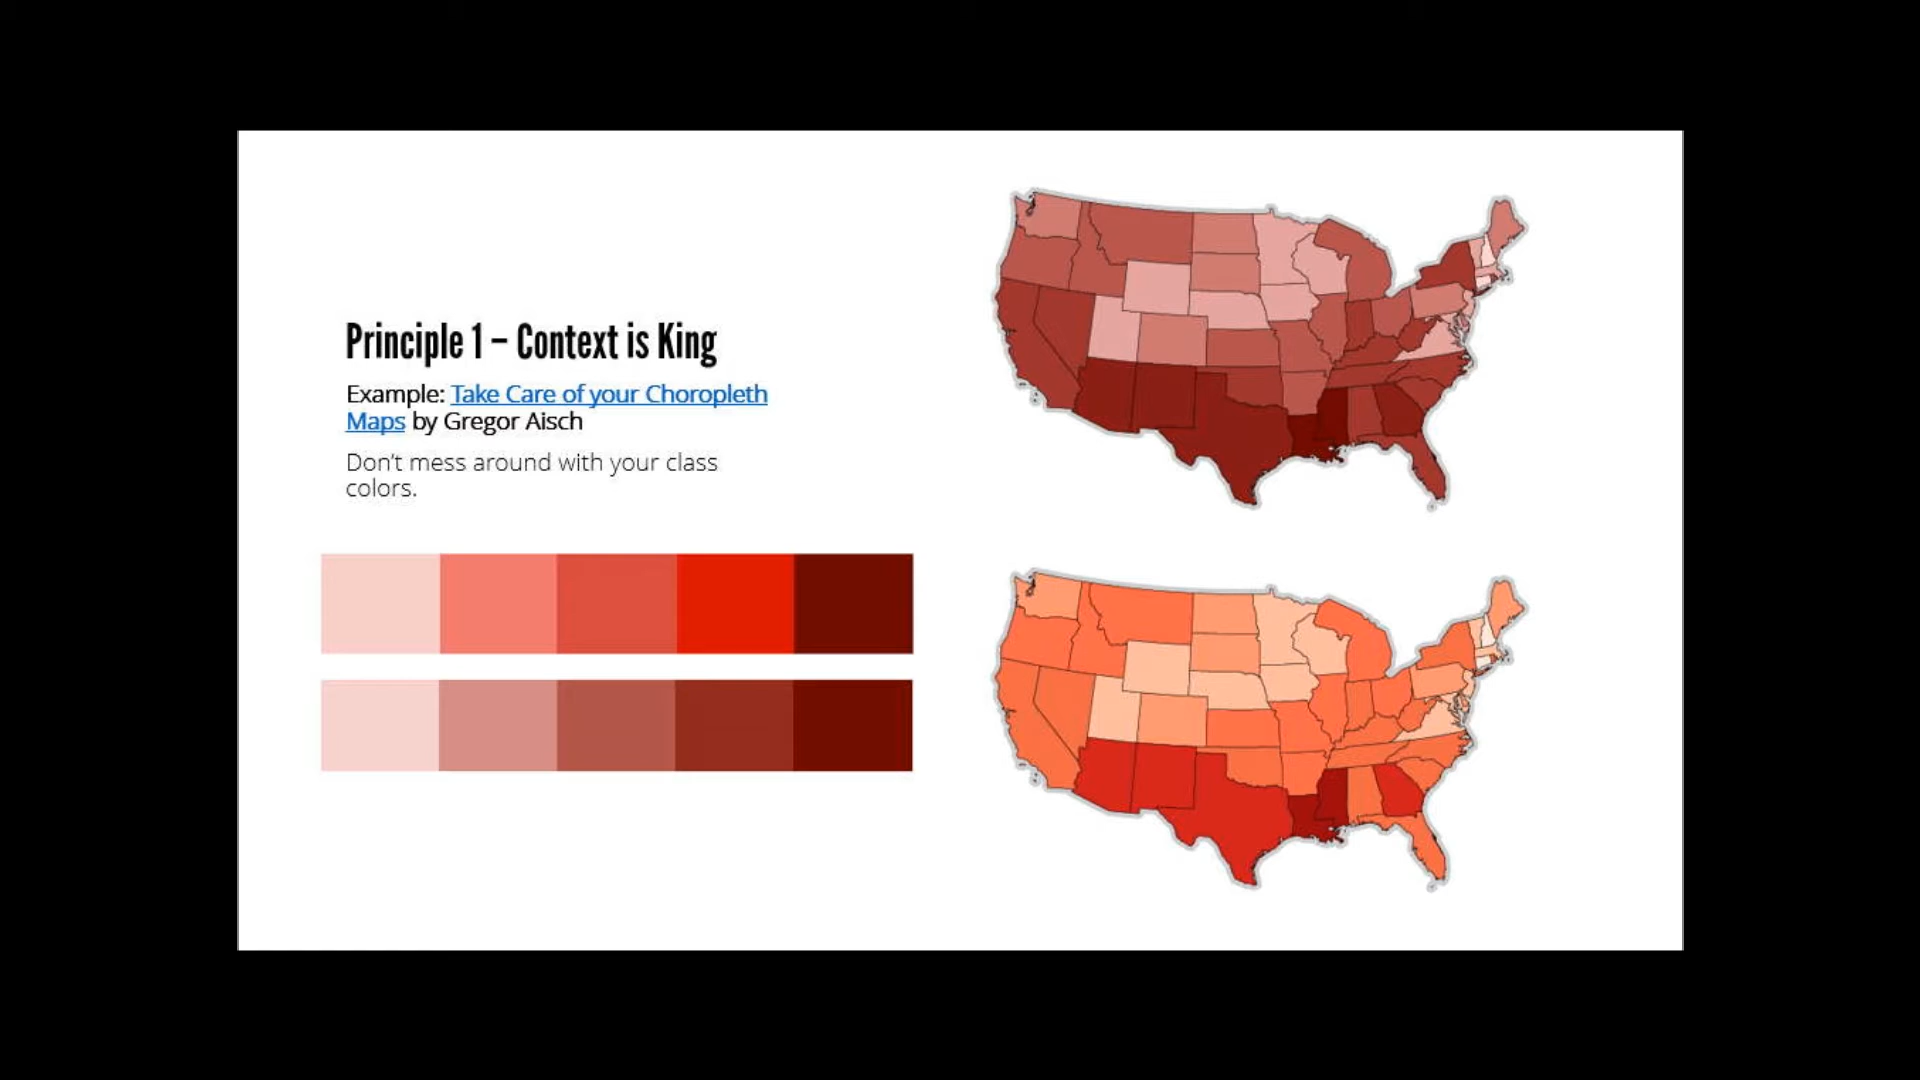 Principle 1 – Context is King
Example: Take Care of your Choropleth
Maps by Gregor Aisch
Don't mess around with your class
colors.